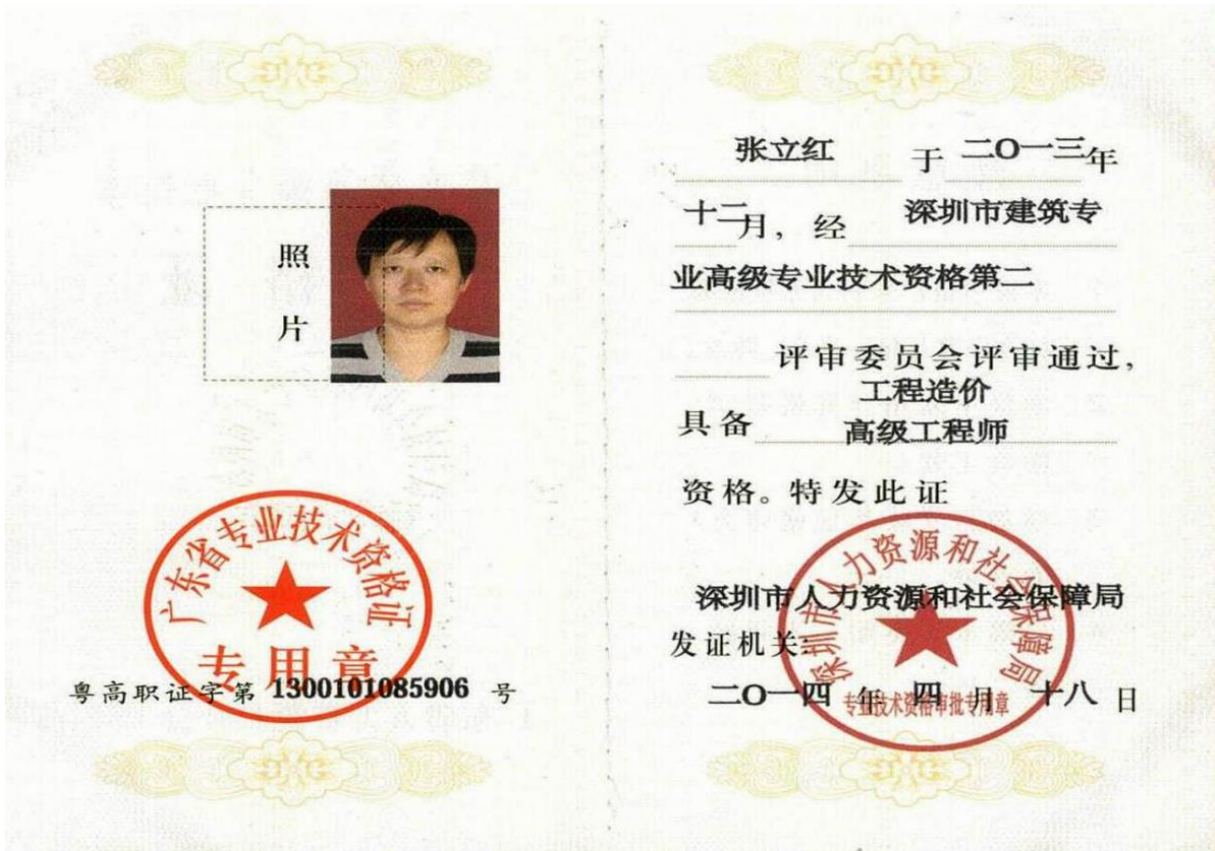 照
片
广东省专业技术资格证
专用章
粤高职证字第 1300101085906 号
张立红 于 二〇一三年
十二月，经 深圳市建筑专
业高级专业技术资格第二
评审委员会评审通过，
工程造价
具备 高级工程师
资格。特发此证
深圳市人力资源和社会保障局
深圳市人力资源和社会保障局
发证机关：
二〇一四 年 四 月 十八 日
专业技术资格审批专用章